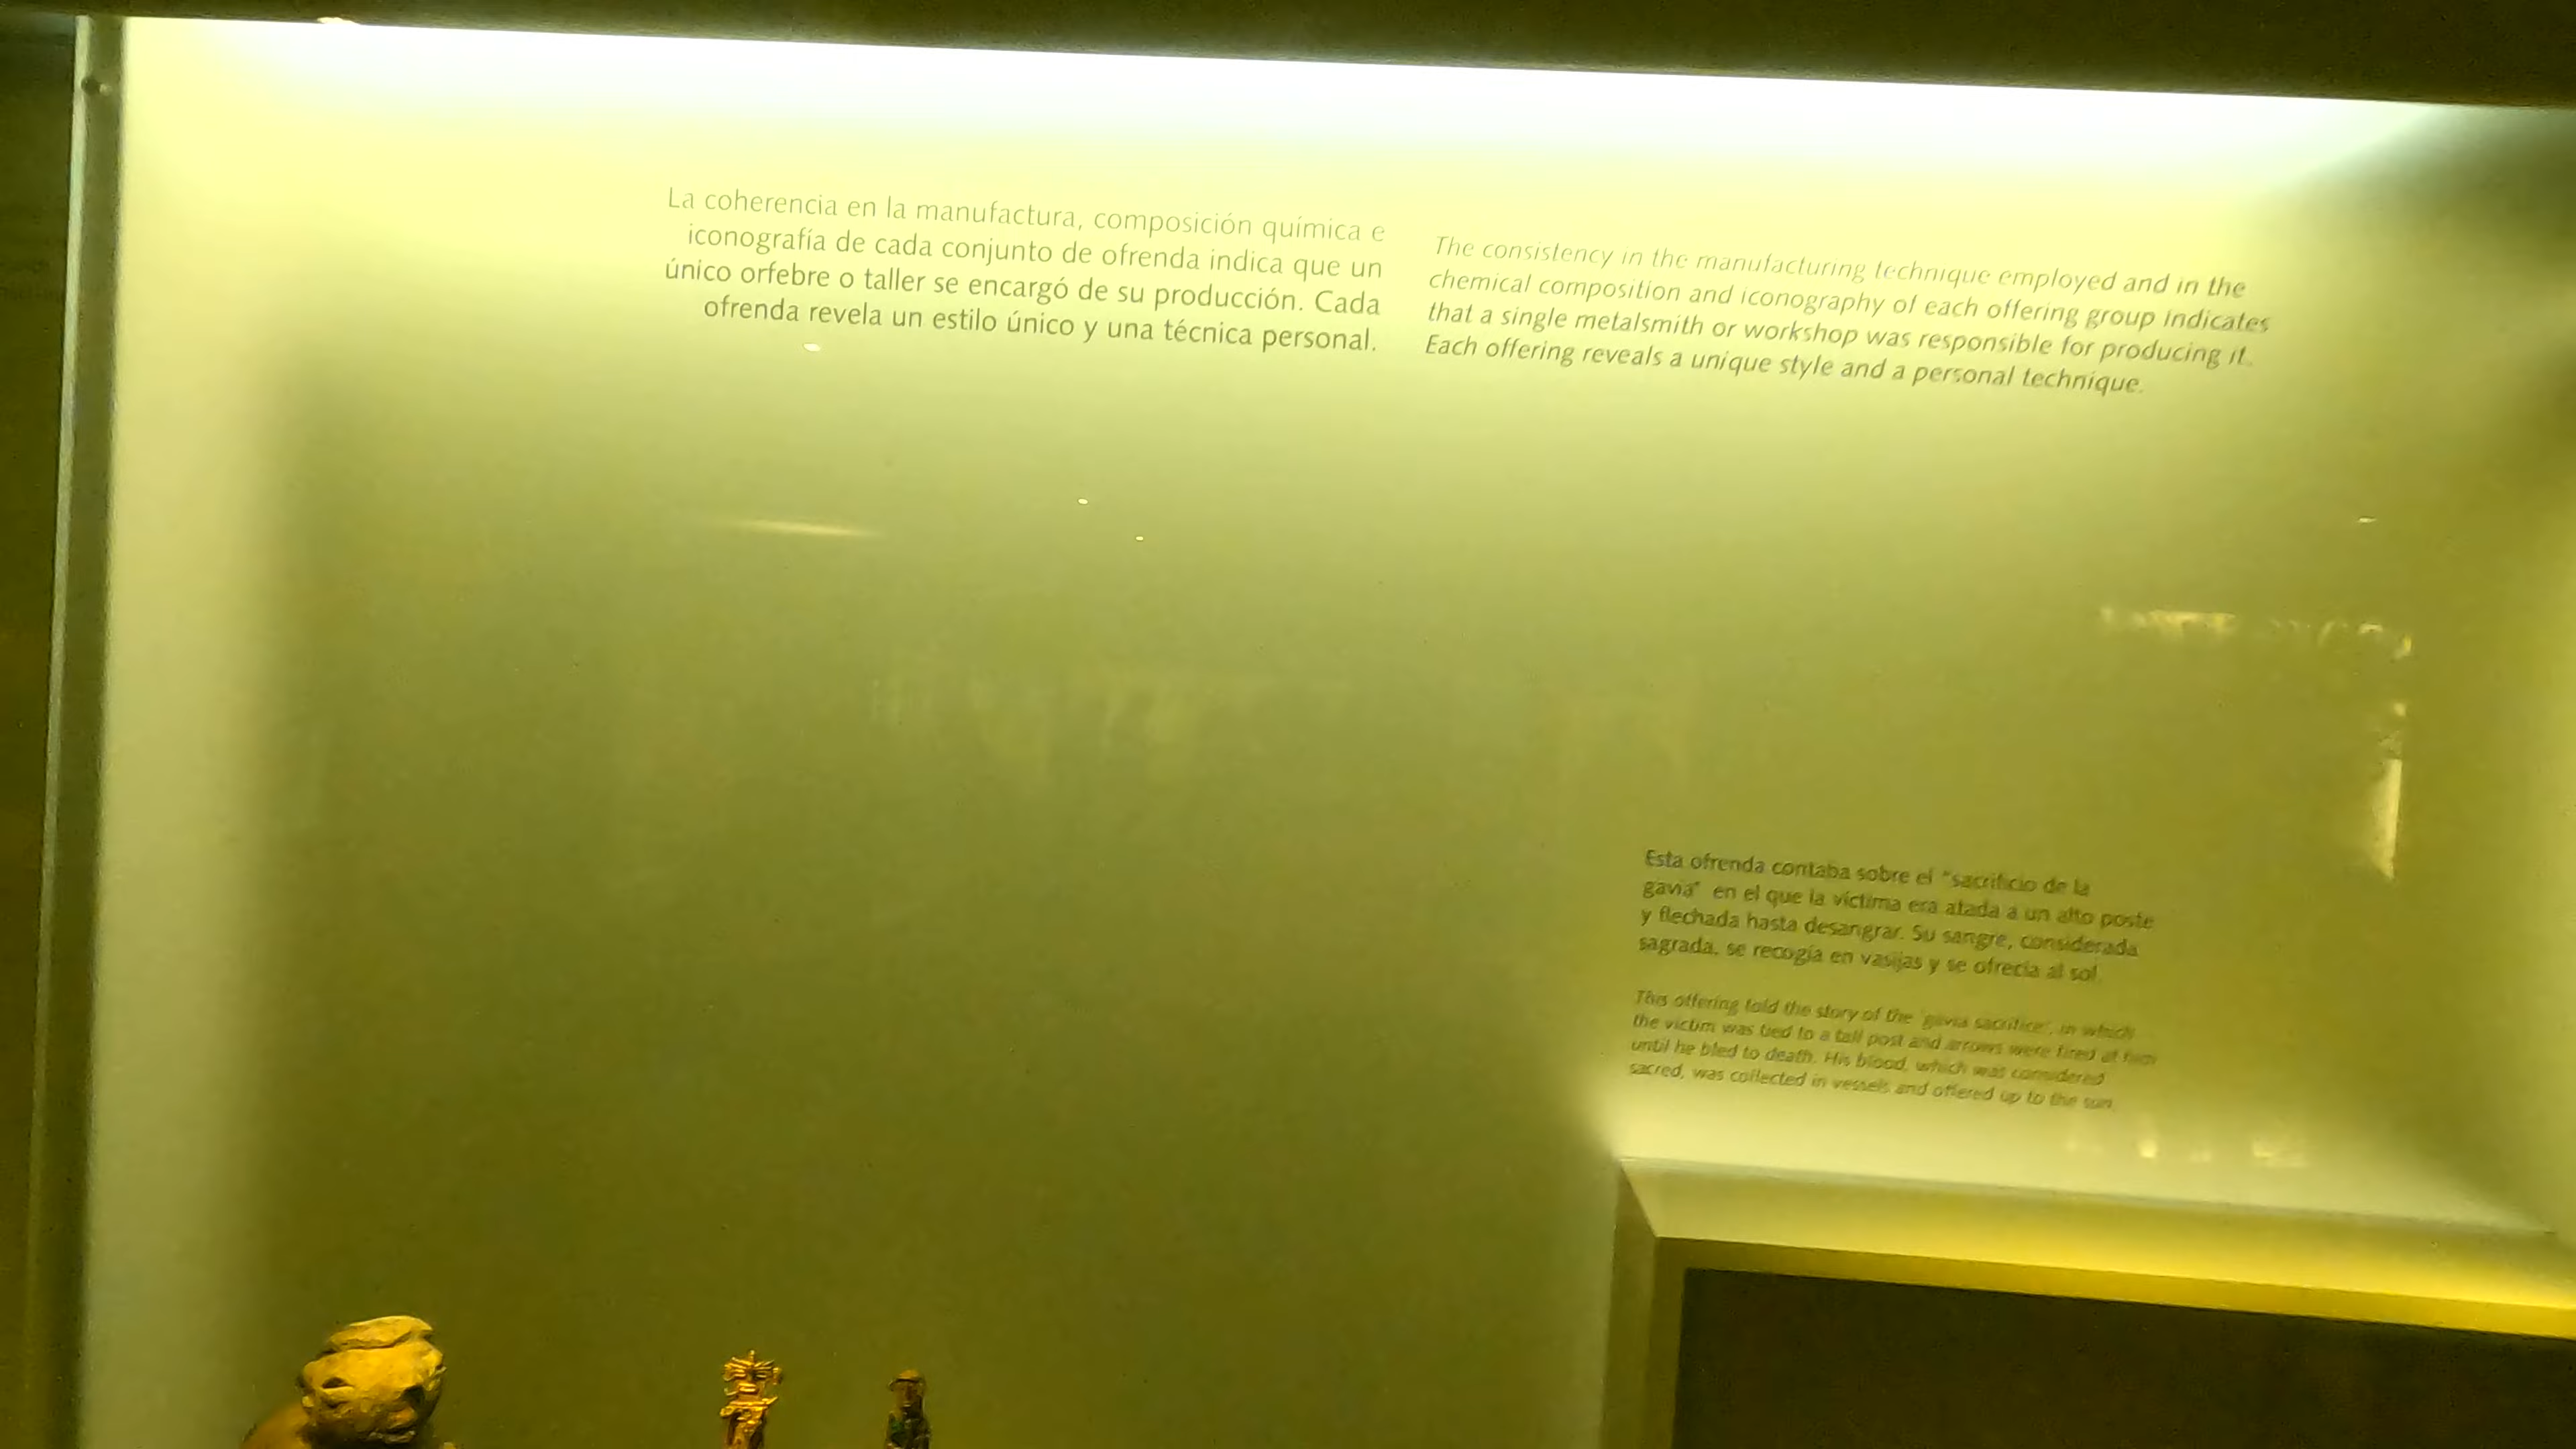 La coherencia en la manufactura, composición química e
iconografía de cada conjunto de ofrenda indica que un
único orfebre o taller se encargó de su producción. Cada
ofrenda revela un estilo único y una técnica personal.
The consistency in the manufacturing technique employed and in the
chemical composition and iconography of each offering group indicates
that a single metalsmith or workshop was responsible for producing it.
Each offering reveals a unique style and a personal technique.
Esta ofrenda contaba sobre el "sacrificio de la
gavia" en el que la víctima era atada a un alto poste
y flechada hasta desangrar. Su sangre, considerada
sagrada, se recogía en vasijas y se ofrecía al sol.
This offering told the story of the 'gavia sacrifice', in which
the victim was tied to a tall post and arrows were fired at him
until he bled to death. His blood, which was considered
sacred, was collected in vessels and offered up to the sun.